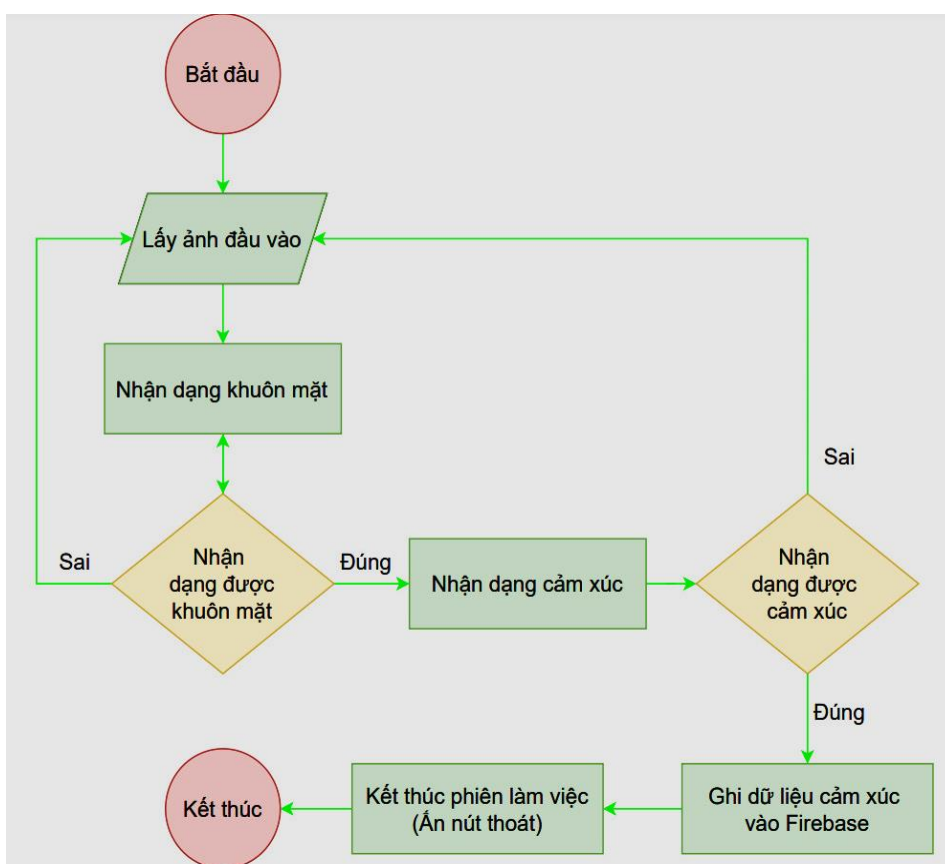 Bắt đầu
Lấy ảnh đầu vào
Nhận dạng khuôn mặt
Sai
Nhận
dạng được
khuôn mặt
Đúng
Nhận dạng cảm xúc
Nhận
dạng được
cảm xúc
Sai
Đúng
Ghi dữ liệu cảm xúc
vào Firebase
Kết thúc phiên làm việc
(Ấn nút thoát)
Kết thúc